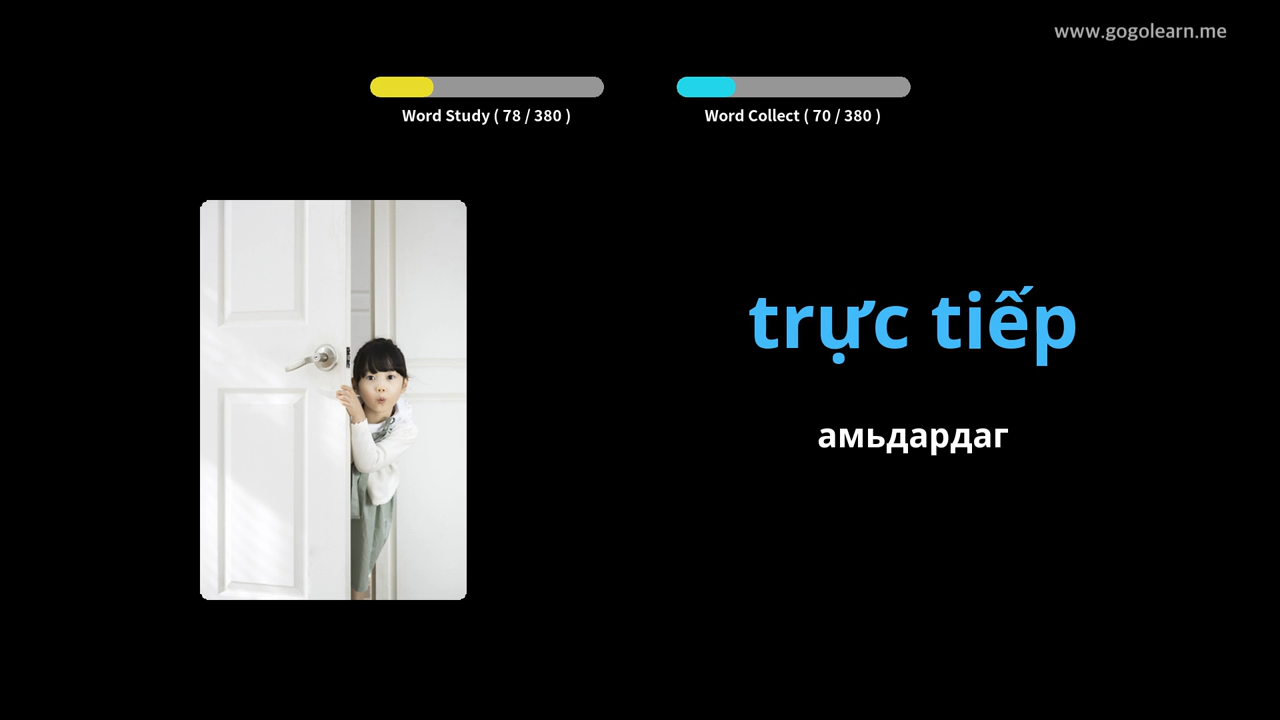 www.gogolearn.me
Word Study ( 78 / 380 )
Word Collect ( 70 / 380 )
trực tiếp
амьдардаг